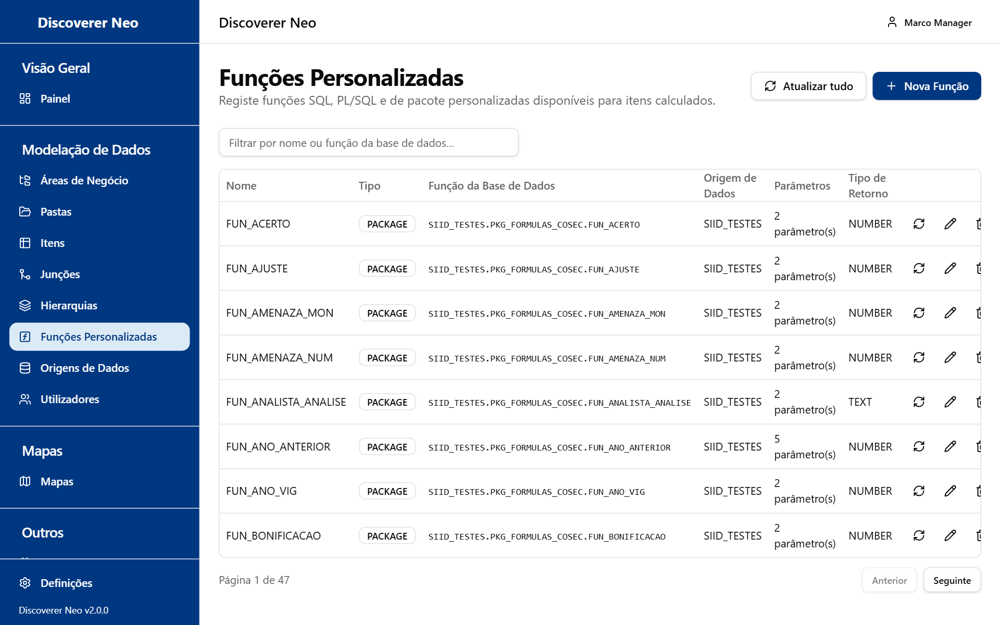 Discoverer Neo
Visão Geral
Painel
Modelação de Dados
Áreas de Negócio
Pastas
Itens
Junções
Hierarquias
Funções Personalizadas
Origens de Dados
Utilizadores
Mapas
Mapas
Outros
Definições
Discoverer Neo v2.0.0
Discoverer Neo
Marco Manager
Funções Personalizadas
Registe funções SQL, PL/SQL e de pacote personalizadas disponíveis para itens calculados.
Atualizar tudo
Nova Função
Filtrar por nome ou função da base de dados...
Nome Tipo Função da Base de Dados Origem de Dados Parâmetros Tipo de Retorno
FUN_ACERTO PACKAGE SIID_TESTES.PKG_FORMULAS_COSEC.FUN_ACERTO SIID_TESTES 2 parâmetro(s) NUMBER
FUN_AJUSTE PACKAGE SIID_TESTES.PKG_FORMULAS_COSEC.FUN_AJUSTE SIID_TESTES 2 parâmetro(s) NUMBER
FUN_AMENAZA_MON PACKAGE SIID_TESTES.PKG_FORMULAS_COSEC.FUN_AMENAZA_MON SIID_TESTES 2 parâmetro(s) NUMBER
FUN_AMENAZA_NUM PACKAGE SIID_TESTES.PKG_FORMULAS_COSEC.FUN_AMENAZA_NUM SIID_TESTES 2 parâmetro(s) NUMBER
FUN_ANALISTA_ANALISE PACKAGE SIID_TESTES.PKG_FORMULAS_COSEC.FUN_ANALISTA_ANALISE SIID_TESTES 2 parâmetro(s) TEXT
FUN_ANO_ANTERIOR PACKAGE SIID_TESTES.PKG_FORMULAS_COSEC.FUN_ANO_ANTERIOR SIID_TESTES 5 parâmetro(s) NUMBER
FUN_ANO_VIG PACKAGE SIID_TESTES.PKG_FORMULAS_COSEC.FUN_ANO_VIG SIID_TESTES 2 parâmetro(s) NUMBER
FUN_BONIFICACAO PACKAGE SIID_TESTES.PKG_FORMULAS_COSEC.FUN_BONIFICACAO SIID_TESTES 2 parâmetro(s) NUMBER
Página 1 de 47
Anterior
Seguinte